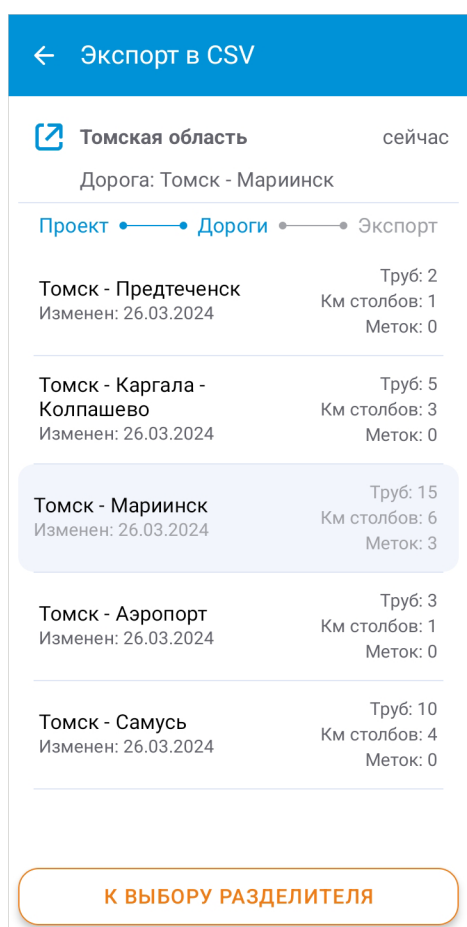 Экспорт в CSV
Томская область
сейчас
Дорога: Томск - Мариинск
Проект
Дороги
Экспорт
Томск - Предтеченск
Изменен: 26.03.2024
Труб: 2
Км столбов: 1
Меток: 0
Томск - Каргала -
Колпашево
Изменен: 26.03.2024
Труб: 5
Км столбов: 3
Меток: 0
Томск - Мариинск
Изменен: 26.03.2024
Труб: 15
Км столбов: 6
Меток: 3
Томск - Аэропорт
Изменен: 26.03.2024
Труб: 3
Км столбов: 1
Меток: 0
Томск - Самусь
Изменен: 26.03.2024
Труб: 10
Км столбов: 4
Меток: 0
К ВЫБОРУ РАЗДЕЛИТЕЛЯ